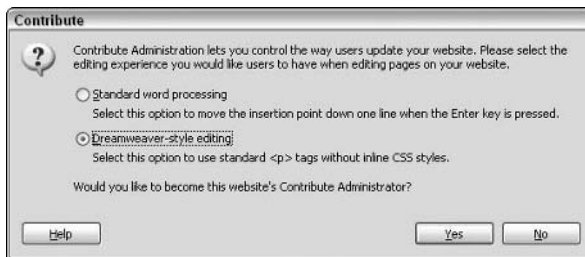 Contribute
Contribute Administration lets you control the way users update your website. Please select the
editing experience you would like users to have when editing pages on your website.
Standard word processing
Select this option to move the insertion point down one line when the Enter key is pressed.
Dreamweaver-style editing
Select this option to use standard <p> tags without inline CSS styles.
Would you like to become this website's Contribute Administrator?
Help Yes No